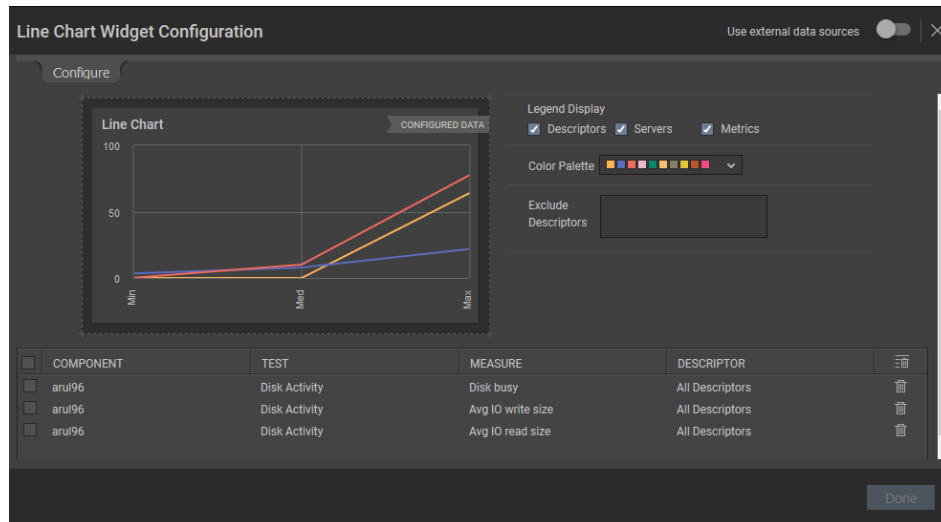 Line Chart Widget Configuration
Use external data sources
Configure
Line Chart
CONFIGURED DATA
100
50
0
Min
Med
Max
Legend Display
Descriptors Servers Metrics
Color Palette
Exclude
Descriptors
COMPONENT TEST MEASURE DESCRIPTOR
arul96 Disk Activity Disk busy All Descriptors
arul96 Disk Activity Avg IO write size All Descriptors
arul96 Disk Activity Avg IO read size All Descriptors
Done